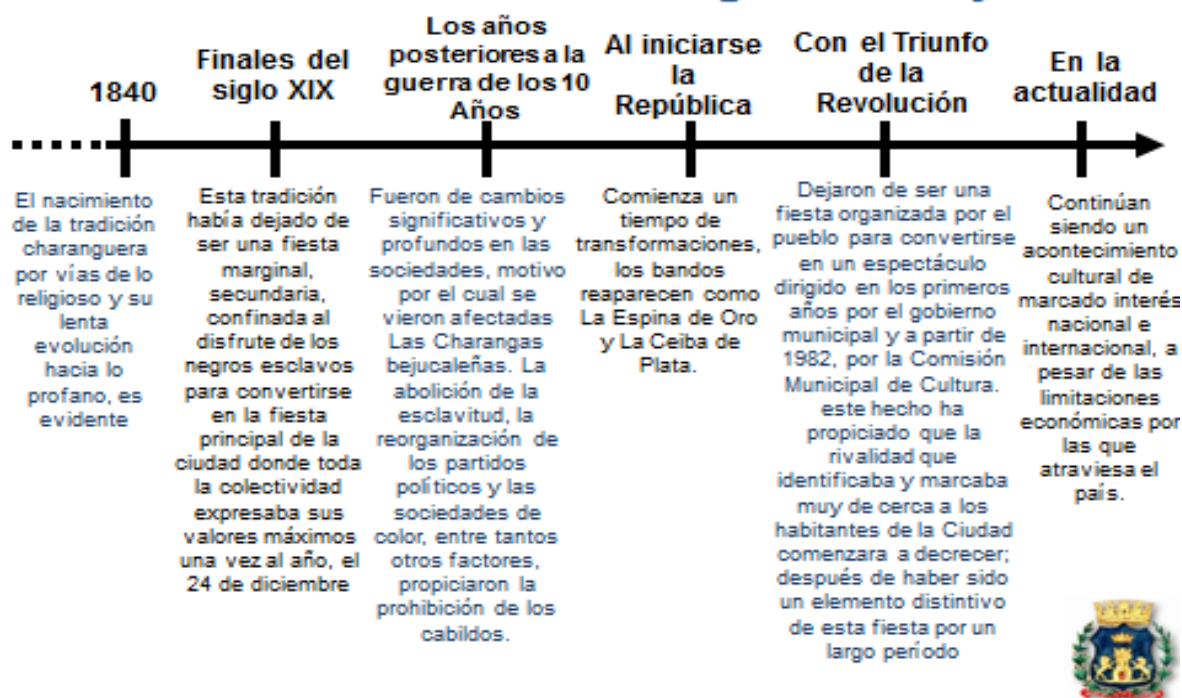 1840
El nacimiento
de la tradición
charanguera
por vías de lo
religioso y su
lenta
evolución
hacia lo
profano, es
evidente
Finales del
siglo XIX
Esta tradición
había dejado de
ser una fiesta
marginal,
secundaria,
confinada al
disfrute de los
negros esclavos
para convertirse
en la fiesta
principal de la
ciudad donde toda
la colectividad
expresaba sus
valores máximos
una vez al año, el
24 de diciembre
Los años
posteriores a la
guerra de los 10
Años
Fueron de cambios
significativos y
profundos en las
sociedades, motivo
por el cual se
vieron afectadas
Las Charangas
bejucaleñas. La
abolición de la
esclavitud, la
reorganización de
los partidos
políticos y las
sociedades de
color, entre tantos
otros factores,
propiciaron la
prohibición de los
cabildos.
Al iniciarse
la
República
Comienza un
tiempo de
transformaciones,
los bandos
reaparecen como
La Espina de Oro
y La Ceiba de
Plata.
Con el Triunfo
de la
Revolución
Dejaron de ser una
fiesta organizada por el
pueblo para convertirse
en un espectáculo
dirigido en los primeros
años por el gobierno
municipal y a partir de
1982, por la Comisión
Municipal de Cultura.
este hecho ha
propiciado que la
rivalidad que
identificaba y marcaba
muy de cerca a los
habitantes de la Ciudad
comenzara a decrecer;
después de haber sido
un elemento distintivo
de esta fiesta por un
largo período
En la
actualidad
Continúan
siendo un
acontecimiento
cultural de
marcado interés
nacional e
internacional, a
pesar de las
limitaciones
económicas por
las que
atraviesa el
país.